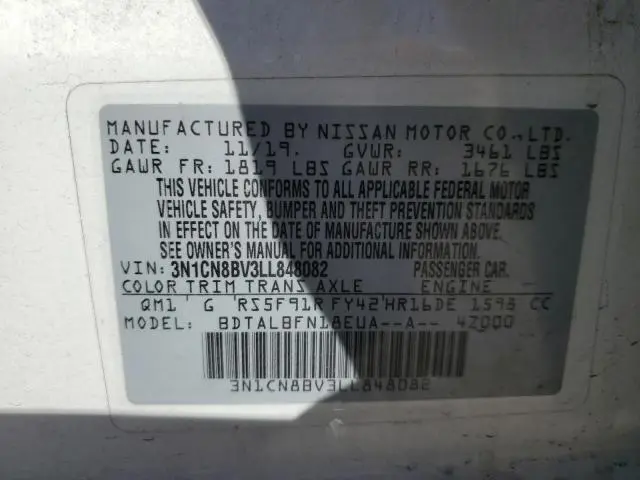 MANUFACTURED BY NISSAN MOTOR CO.,LTD.
DATE: 11/19. GVWR: 3461 LBS
GAWR FR: 1819 LBS GAWR RR: 1676 LBS
THIS VEHICLE CONFORMS TO ALL APPLICABLE FEDERAL MOTOR
VEHICLE SAFETY, BUMPER AND THEFT PREVENTION STANDARDS
IN EFFECT ON THE DATE OF MANUFACTURE SHOWN ABOVE.
SEE OWNER'S MANUAL FOR ADDITIONAL INFORMATION.
VIN: 3N1CN8BV3LL848082 PASSENGER CAR.
COLOR TRIM TRANS AXLE ENGINE
QM1 G RS5F91R FY42 HR16DE 1598 CC
MODEL: BDTALBFN18EUA--A-- 4Z000
3N1CN8BV3LL848082